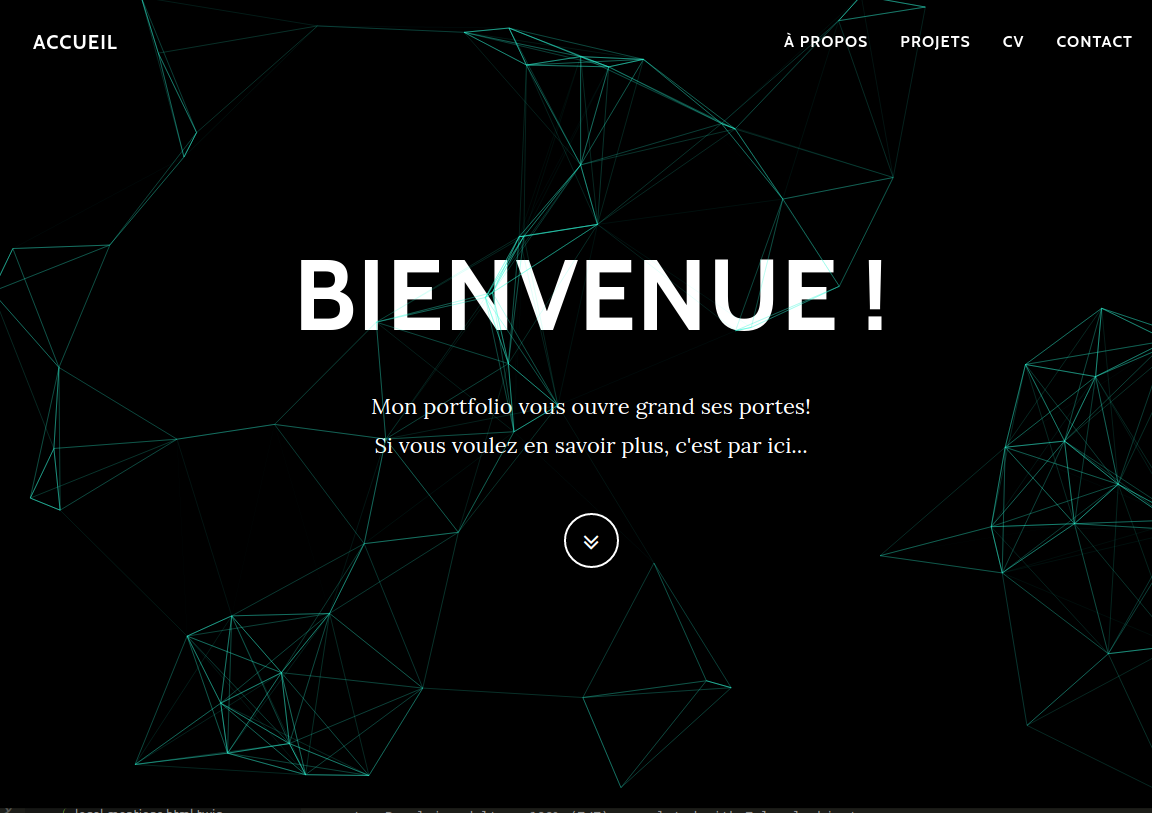 ACCUEIL
À PROPOS PROJETS CV CONTACT
BIENVENUE !
Mon portfolio vous ouvre grand ses portes!
Si vous voulez en savoir plus, c'est par ici...